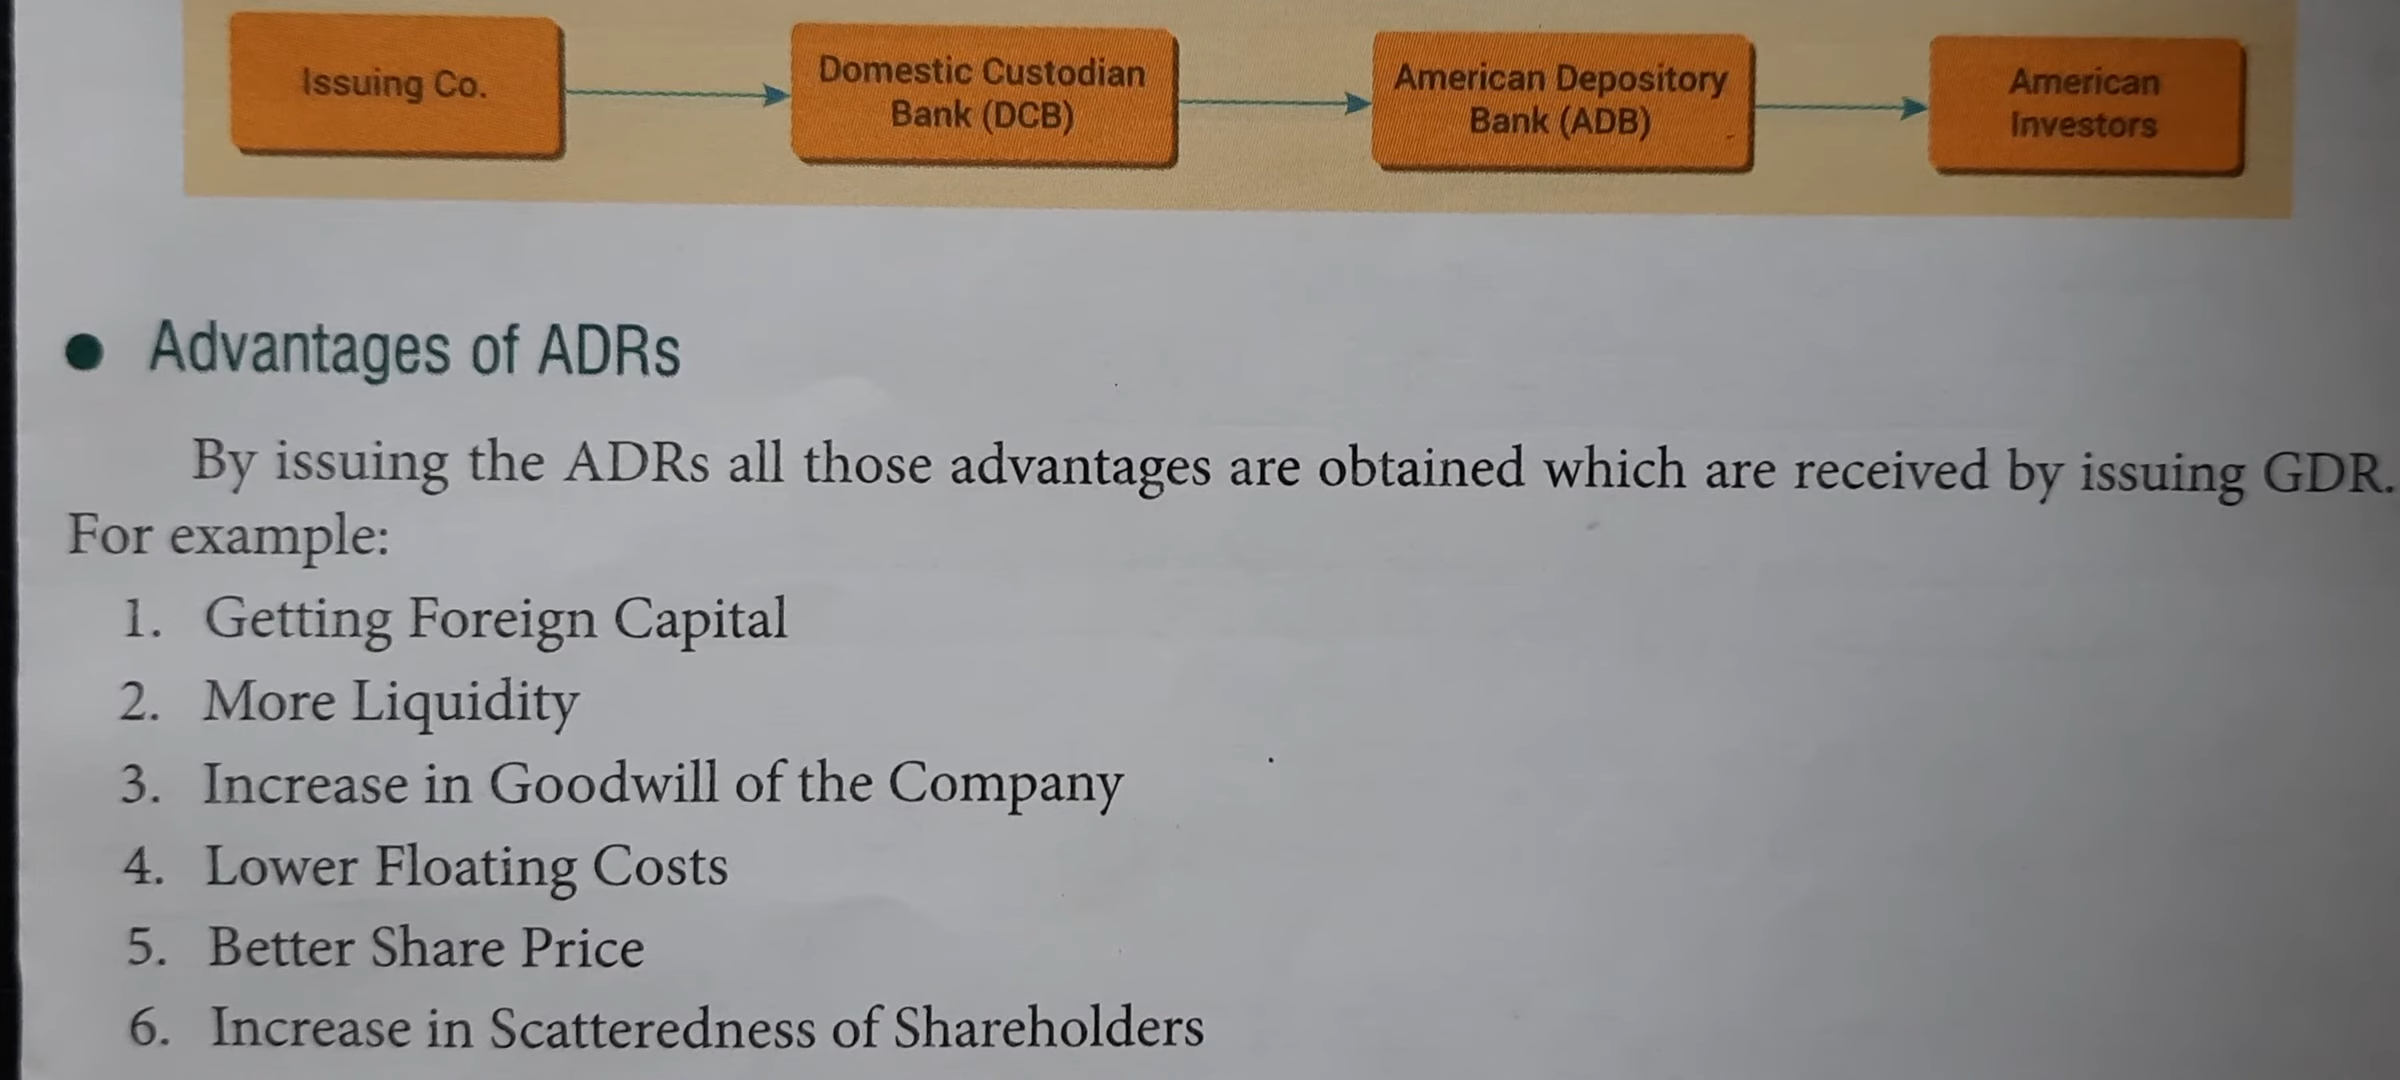 Issuing Co.
Domestic Custodian
Bank (DCB)
American Depository
Bank (ADB)
American
Investors
● Advantages of ADRs
By issuing the ADRs all those advantages are obtained which are received by issuing GDR.
For example:
1. Getting Foreign Capital
2. More Liquidity
3. Increase in Goodwill of the Company
4. Lower Floating Costs
5. Better Share Price
6. Increase in Scatteredness of Shareholders